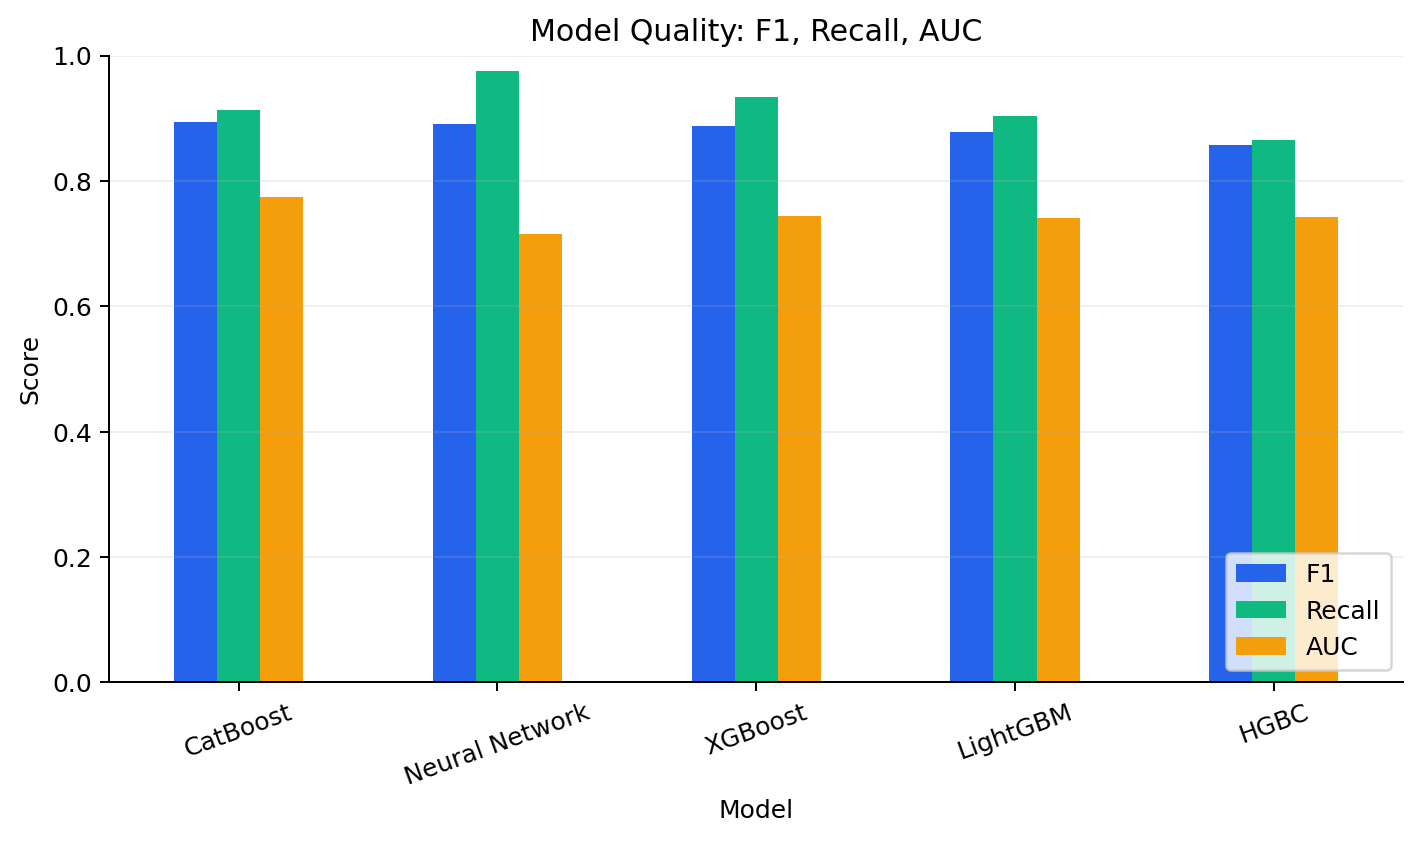 Model Quality: F1, Recall, AUC
1.0
0.8
0.6
0.4
0.2
0.0
Score
F1
Recall
AUC
CatBoost
Neural Network
XGBoost
LightGBM
HGBC
Model